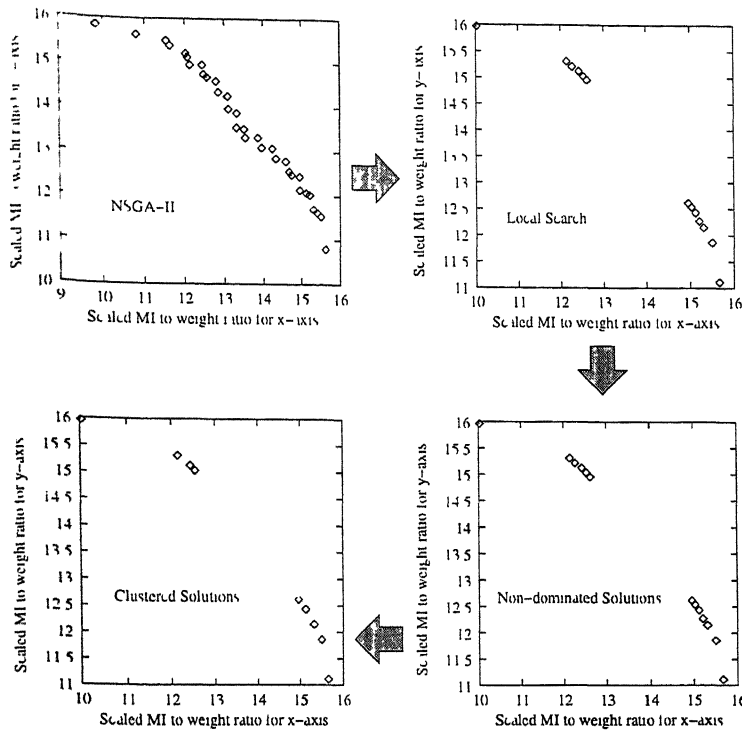 16
15
14
13
12
11
10
9 10 11 12 13 14 15 16
Scaled MI to weight ratio for x-axis
NSGA-II
16
15 5
15
14 5
14
13 5
13
12 5
12
11 5
11
10 11 12 13 14 15 16
Scaled MI to weight ratio for x-axis
Scaled MI to weight ratio for y-axis
Local Search
16
15 5
15
14.5
14
13 5
13
12 5
12
11.5
11
10 11 12 13 14 15 16
Scaled MI to weight ratio for x-axis
Scaled MI to weight ratio for y-axis
Clustered Solutions
16
15 5
15
14 5
14
13 5
13
12 5
12
11 5
11
10 11 12 13 14 15 16
Scaled MI to weight ratio for x-axis
Scaled MI to weight ratio for y-axis
Non-dominated Solutions